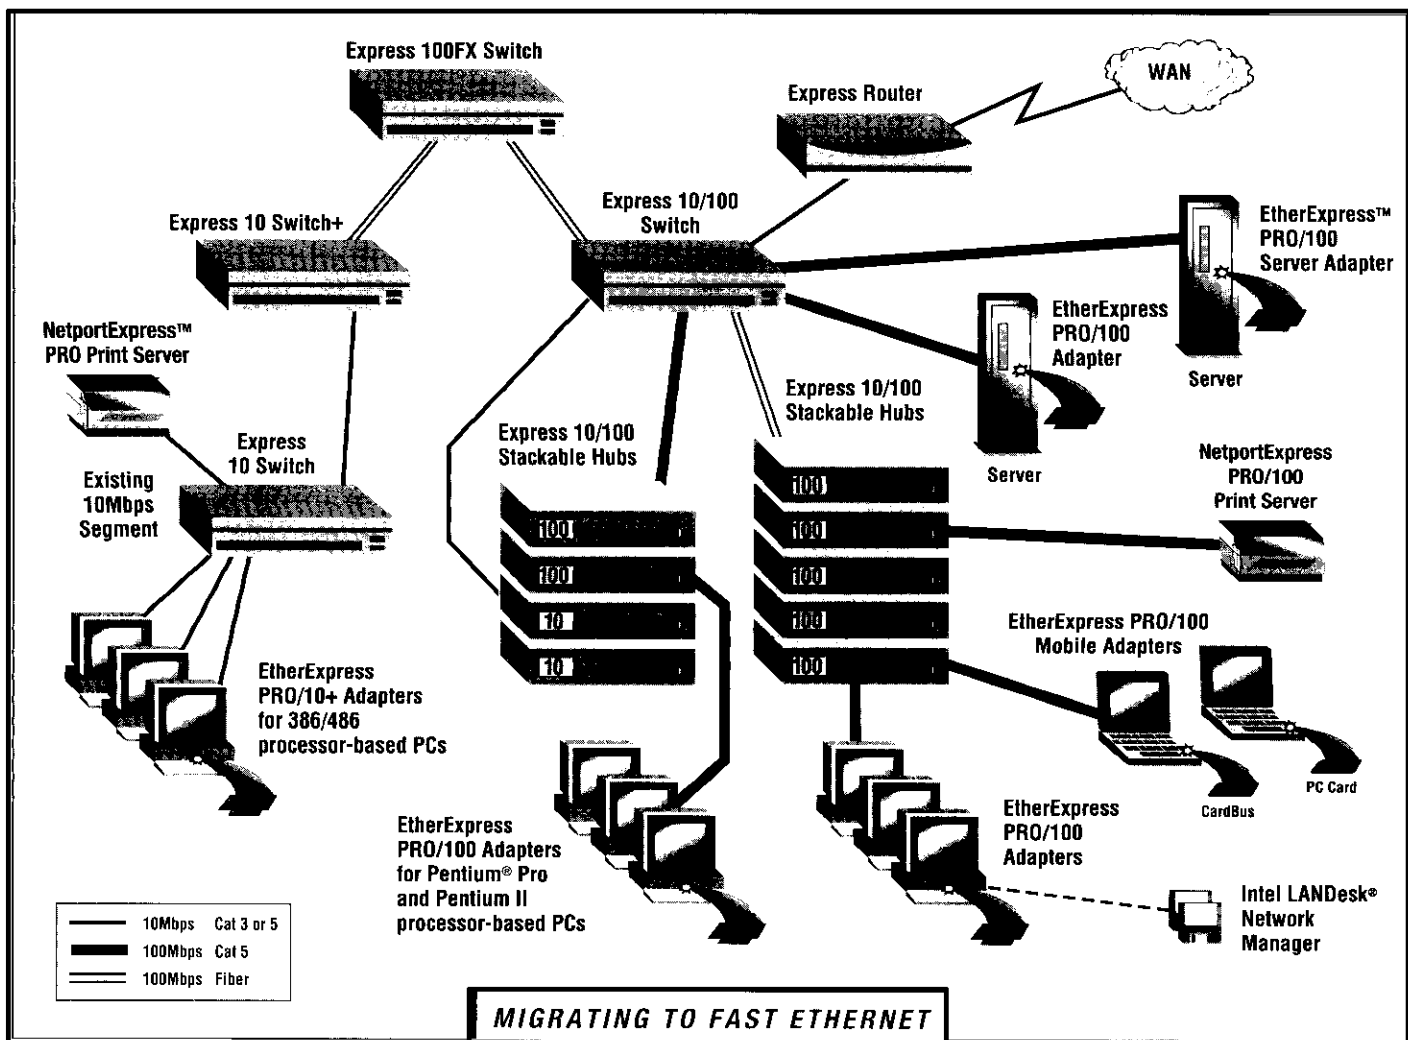 Express 100FX Switch
WAN
Express Router
Express 10 Switch+
Express 10/100
Switch
EtherExpress™
PRO/100
Server Adapter
Server
EtherExpress
PRO/100
Adapter
Server
NetportExpress™
PRO Print Server
Express
10 Switch
Existing
10Mbps
Segment
Express 10/100
Stackable Hubs
100
100
10
10
Express 10/100
Stackable Hubs
100
100
100
100
100
NetportExpress
PRO/100
Print Server
EtherExpress PRO/100
Mobile Adapters
CardBus
PC Card
EtherExpress
PRO/10+ Adapters
for 386/486
processor-based PCs
EtherExpress
PRO/100 Adapters
for Pentium® Pro
and Pentium II
processor-based PCs
EtherExpress
PRO/100
Adapters
Intel LANDesk®
Network
Manager
10Mbps Cat 3 or 5
100Mbps Cat 5
100Mbps Fiber
MIGRATING TO FAST ETHERNET